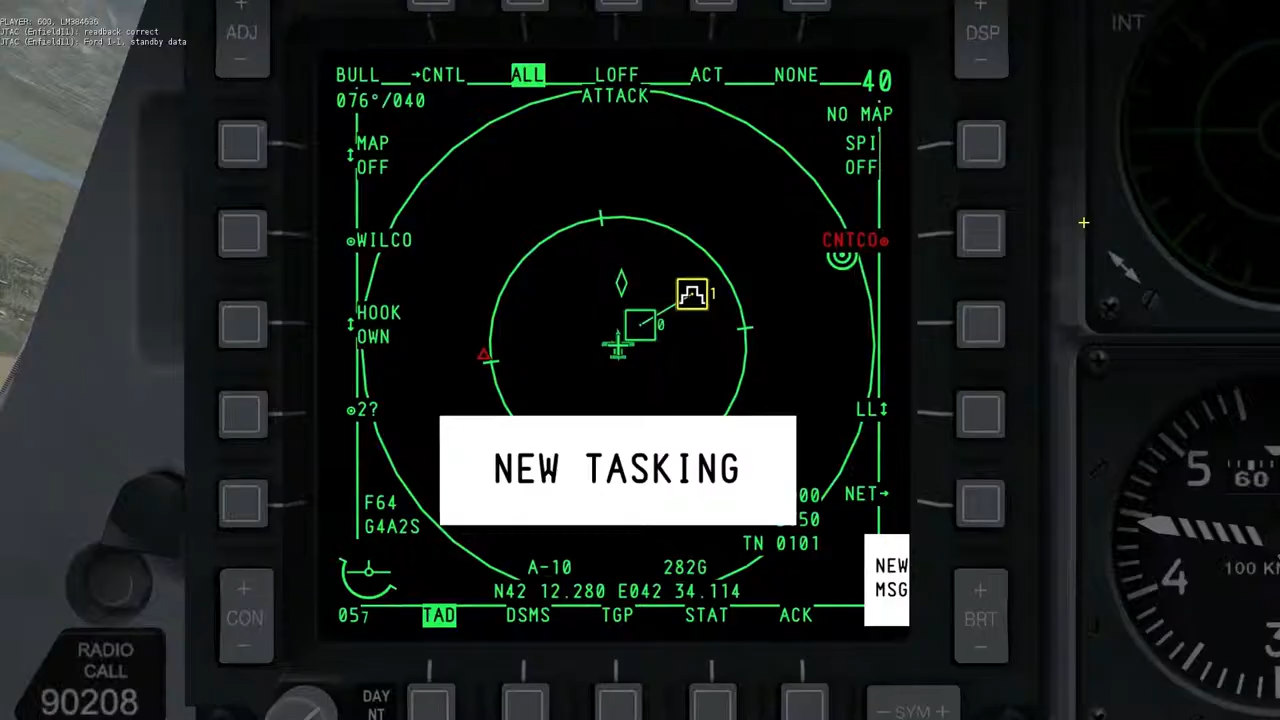 PLAYER: 600, LM384636
JTAC (Enfield11): readback correct
JTAC (Enfield11): Ford 1-1, standby data
ADJ
DSP
INT
BULL →CNTL ALL LOFF ACT NONE 40
076°/040
ATTACK
NO MAP
MAP
OFF
SPI
OFF
WILCO
CNTCO
1
0
HOOK
OWN
2?
LL
NEW TASKING
F64
G4A2S
00
50
NET→
TN 0101
A-10 282G
N42 12.280 E042 34.114
NEW
MSG
057 TAD DSMS TGP STAT ACK
CON
BRT
RADIO
CALL
90208
DAY
NT
- SYM +
5
60
4
100 K
3